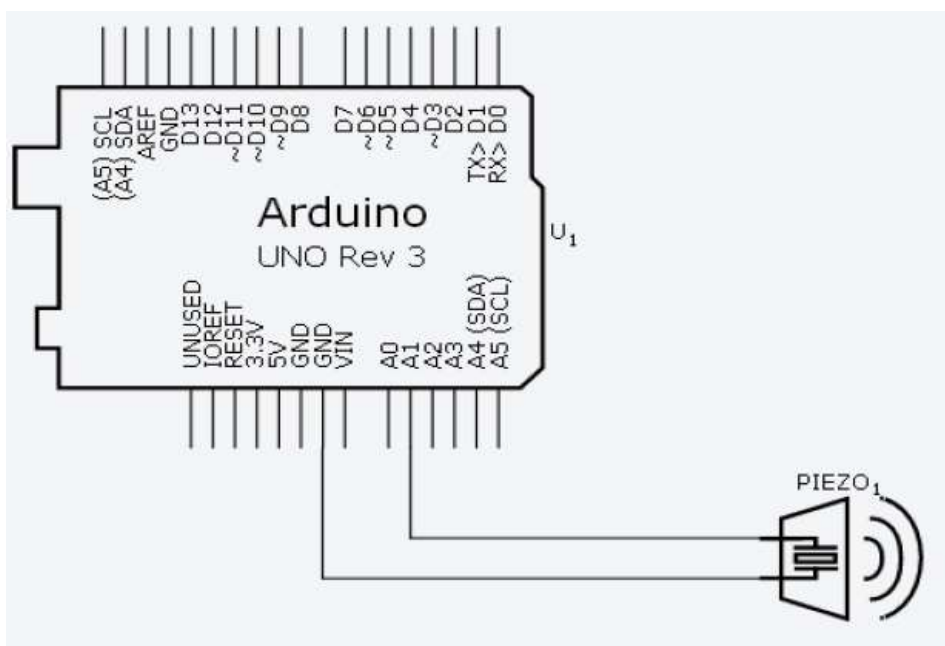 (A5) SCL
(A4) SDA
AREF
GND
D13
D12
~D11
~D10
~D9
D8
D7
~D6
~D5
D4
~D3
D2
TX> D1
RX> D0
Arduino
UNO Rev 3
U1
UNUSED
IOREF
RESET
3.3V
5V
GND
GND
VIN
A0
A1
A2
A3
A4 (SDA)
A5 (SCL)
PIEZO1